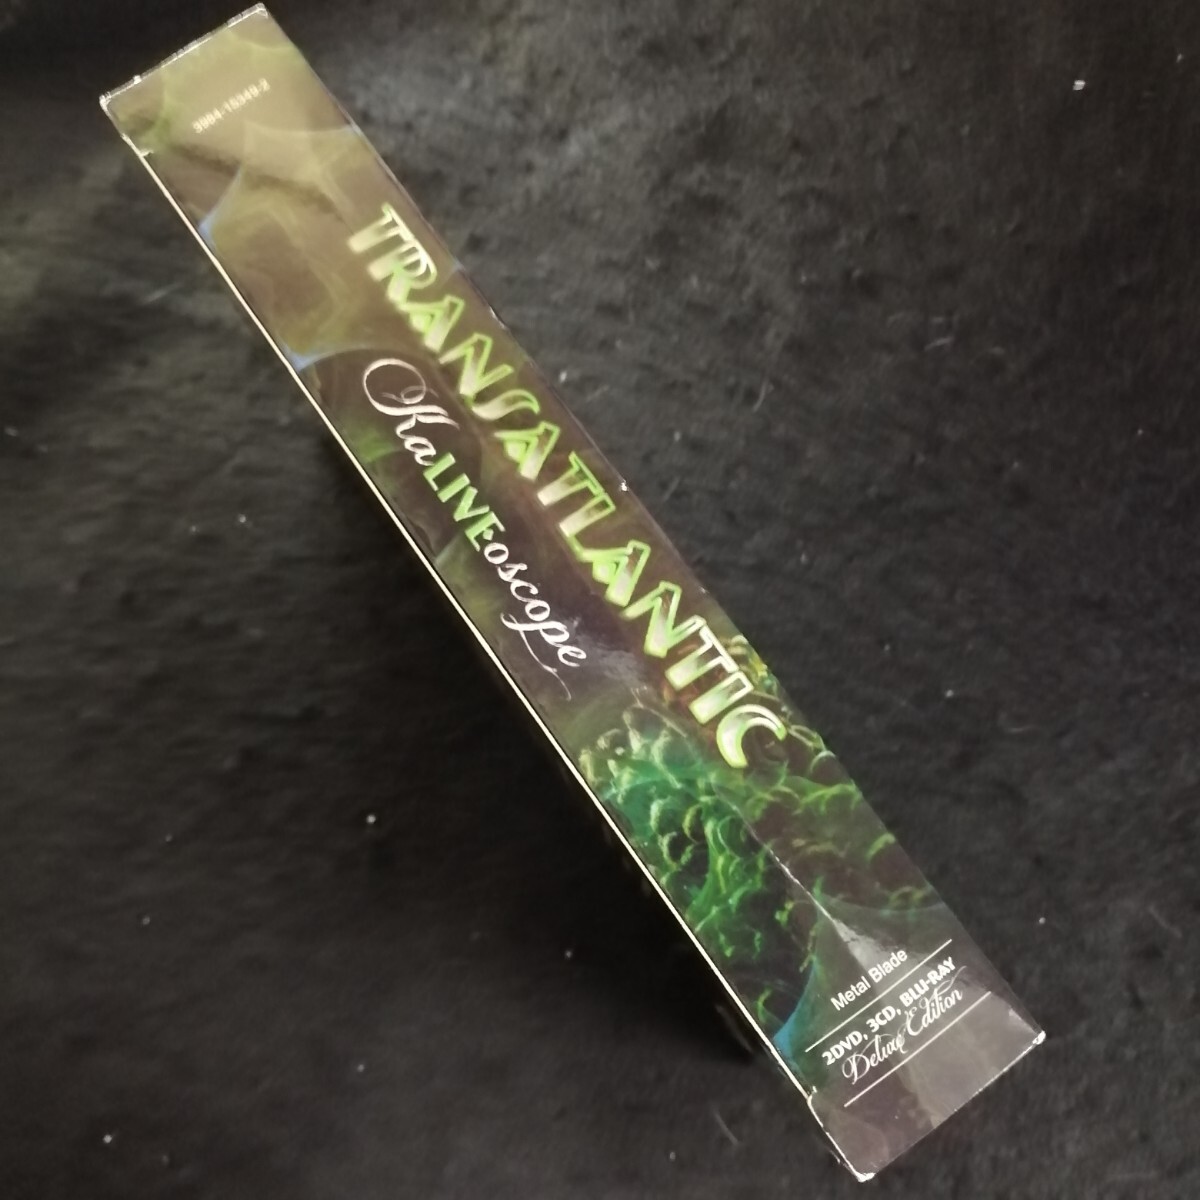 3984-15349-2
TRANSATLANTIC
KaLIVEoscope
Metal Blade
2DVD, 3CD, BLU-RAY
Deluxe Edition